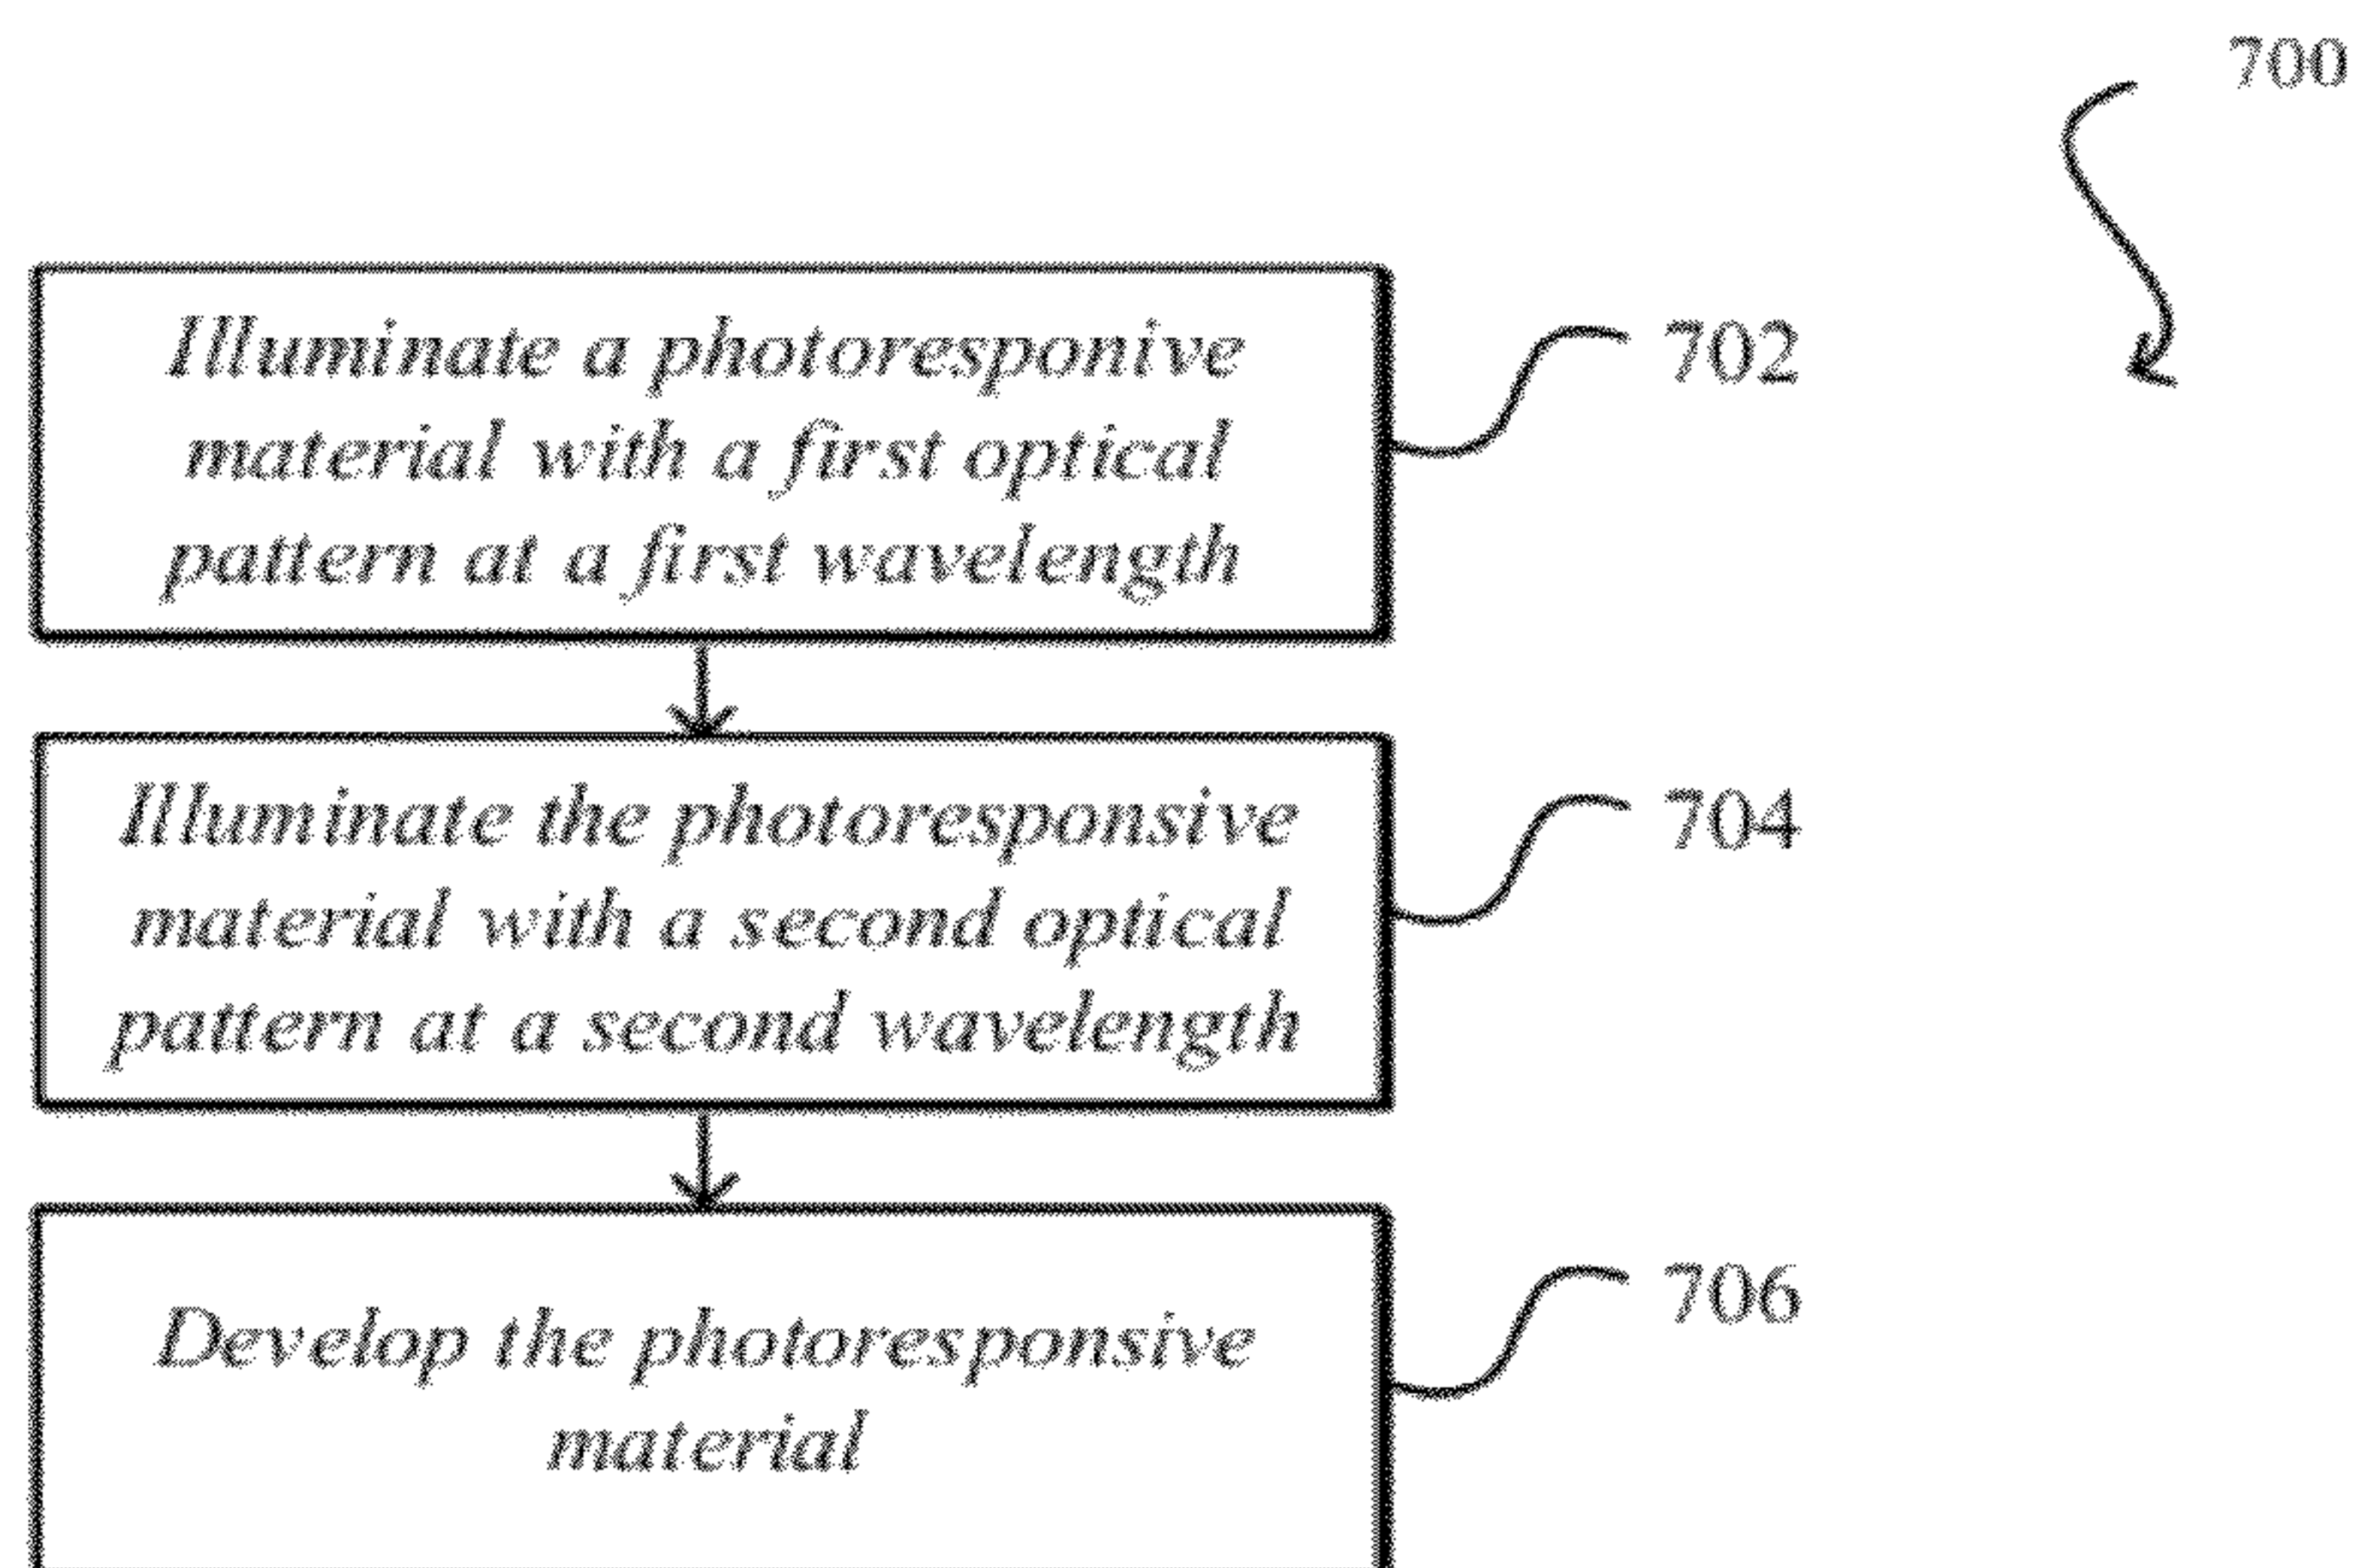 700
Illuminate a photoresponive
material with a first optical
pattern at a first wavelength
702
Illuminate the photoresponsive
material with a second optical
pattern at a second wavelength
704
Develop the photoresponsive
material
706